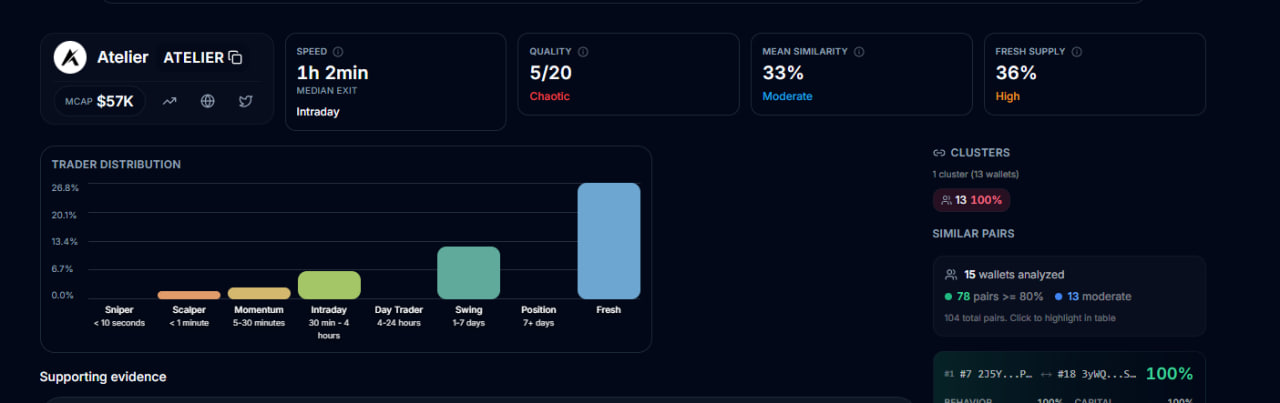 Atelier ATELIER
MCAP $57K
SPEED
1h 2min
MEDIAN EXIT
Intraday
QUALITY
5/20
Chaotic
MEAN SIMILARITY
33%
Moderate
FRESH SUPPLY
36%
High
TRADER DISTRIBUTION
26.8%
20.1%
13.4%
6.7%
0.0%
Sniper
< 10 seconds
Scalper
< 1 minute
Momentum
5-30 minutes
Intraday
30 min - 4
hours
Day Trader
4-24 hours
Swing
1-7 days
Position
7+ days
Fresh
Supporting evidence
CLUSTERS
1 cluster (13 wallets)
13 100%
SIMILAR PAIRS
15 wallets analyzed
78 pairs >= 80% 13 moderate
104 total pairs. Click to highlight in table
#1 #7 2J5Y...P… ↔ #18 3yWQ...S… 100%
BEHAVIOR 100% CAPITAL 100%